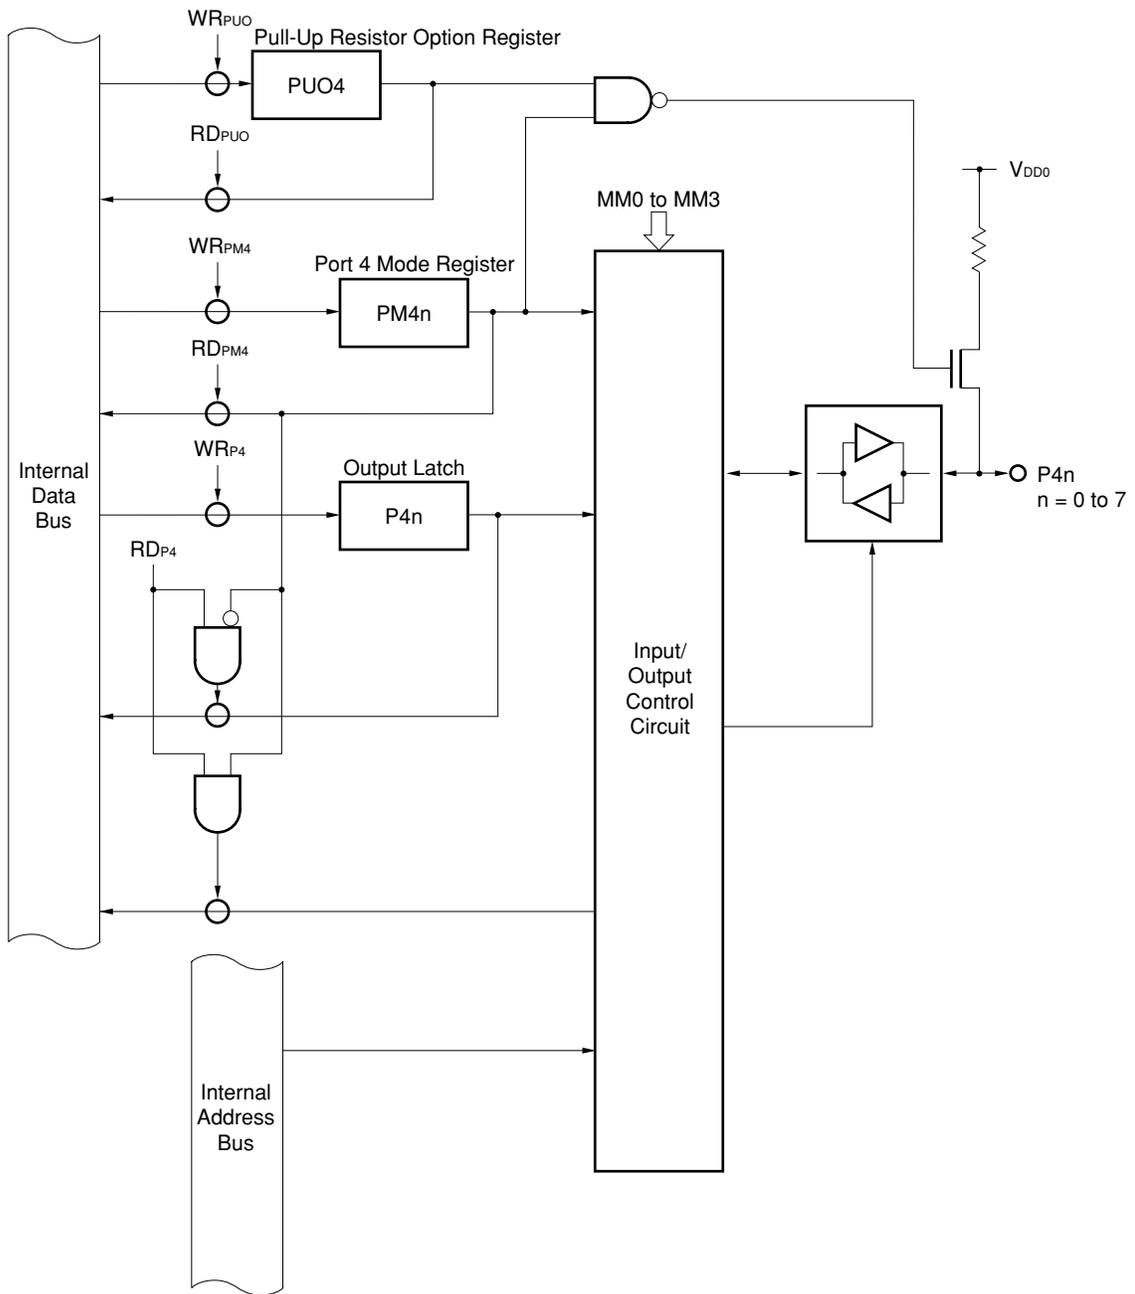 WRPUO
Pull-Up Resistor Option Register
PUO4
RDPUO
VDD0
MM0 to MM3
WRPM4
Port 4 Mode Register
PM4n
RDPM4
WRP4
Output Latch
Internal
Data
Bus
P4n
P4n
n = 0 to 7
RDP4
Input/
Output
Control
Circuit
Internal
Address
Bus